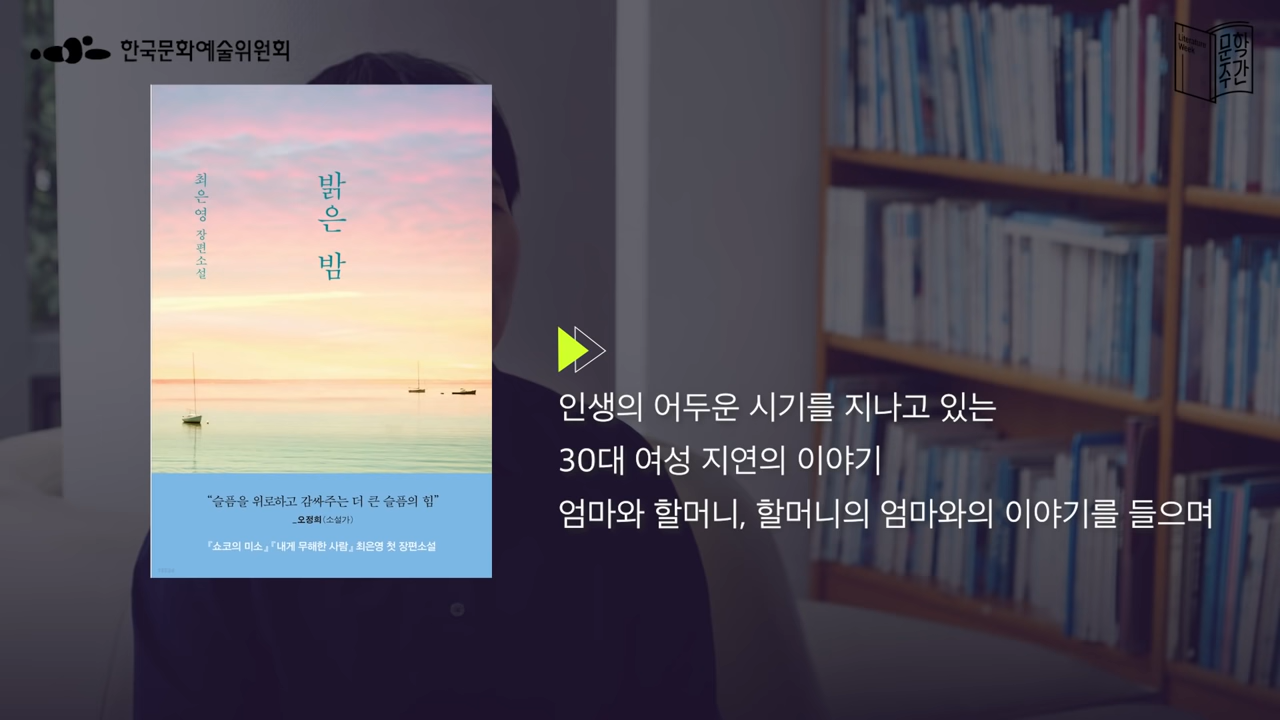 한국문화예술위원회
Literature
Week
문학
주간
최은영 장편소설
밝은 밤
“슬픔을 위로하고 감싸주는 더 큰 슬픔의 힘”
_오정희(소설가)
『쇼코의 미소』『내게 무해한 사람』 최은영 첫 장편소설
인생의 어두운 시기를 지나고 있는
30대 여성 지연의 이야기
엄마와 할머니, 할머니의 엄마와의 이야기를 들으며